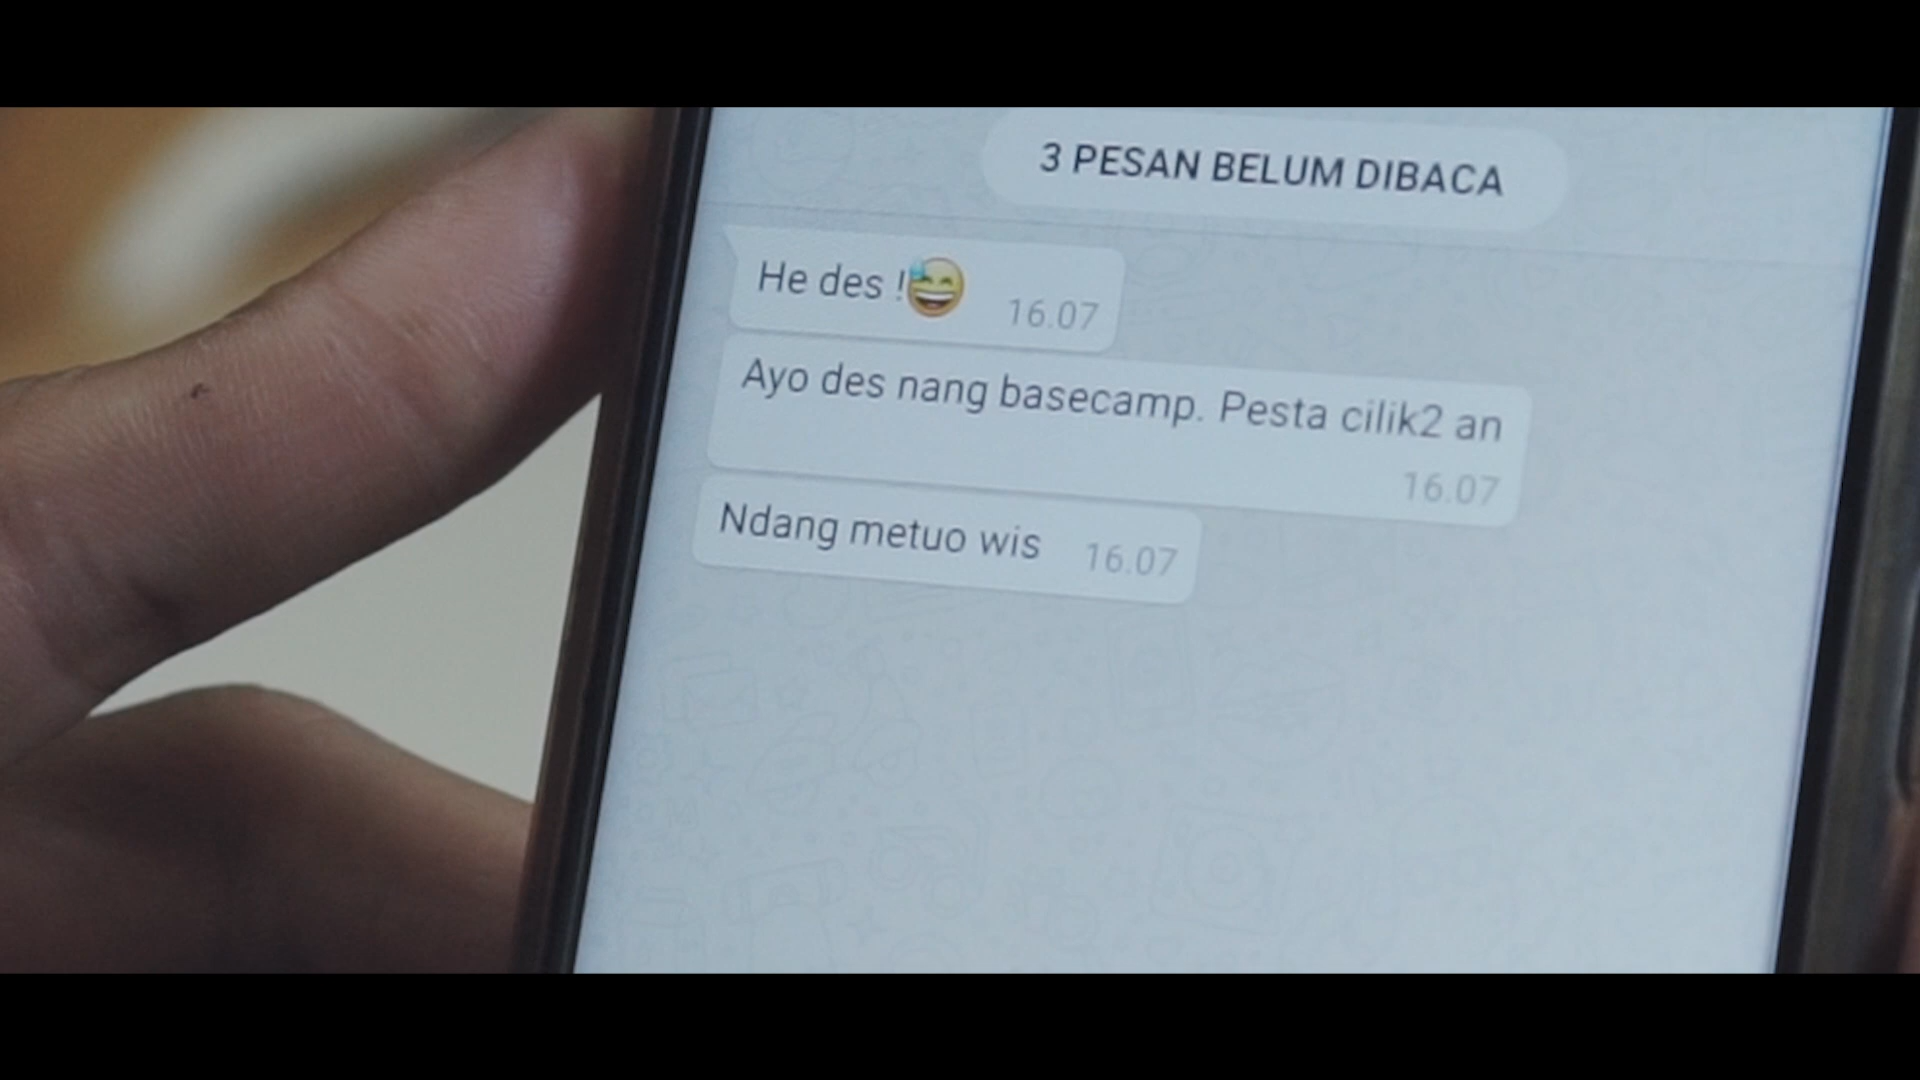 3 PESAN BELUM DIBACA
He des !😅 16.07
Ayo des nang basecamp. Pesta cilik2 an
16.07
Ndang metuo wis 16.07